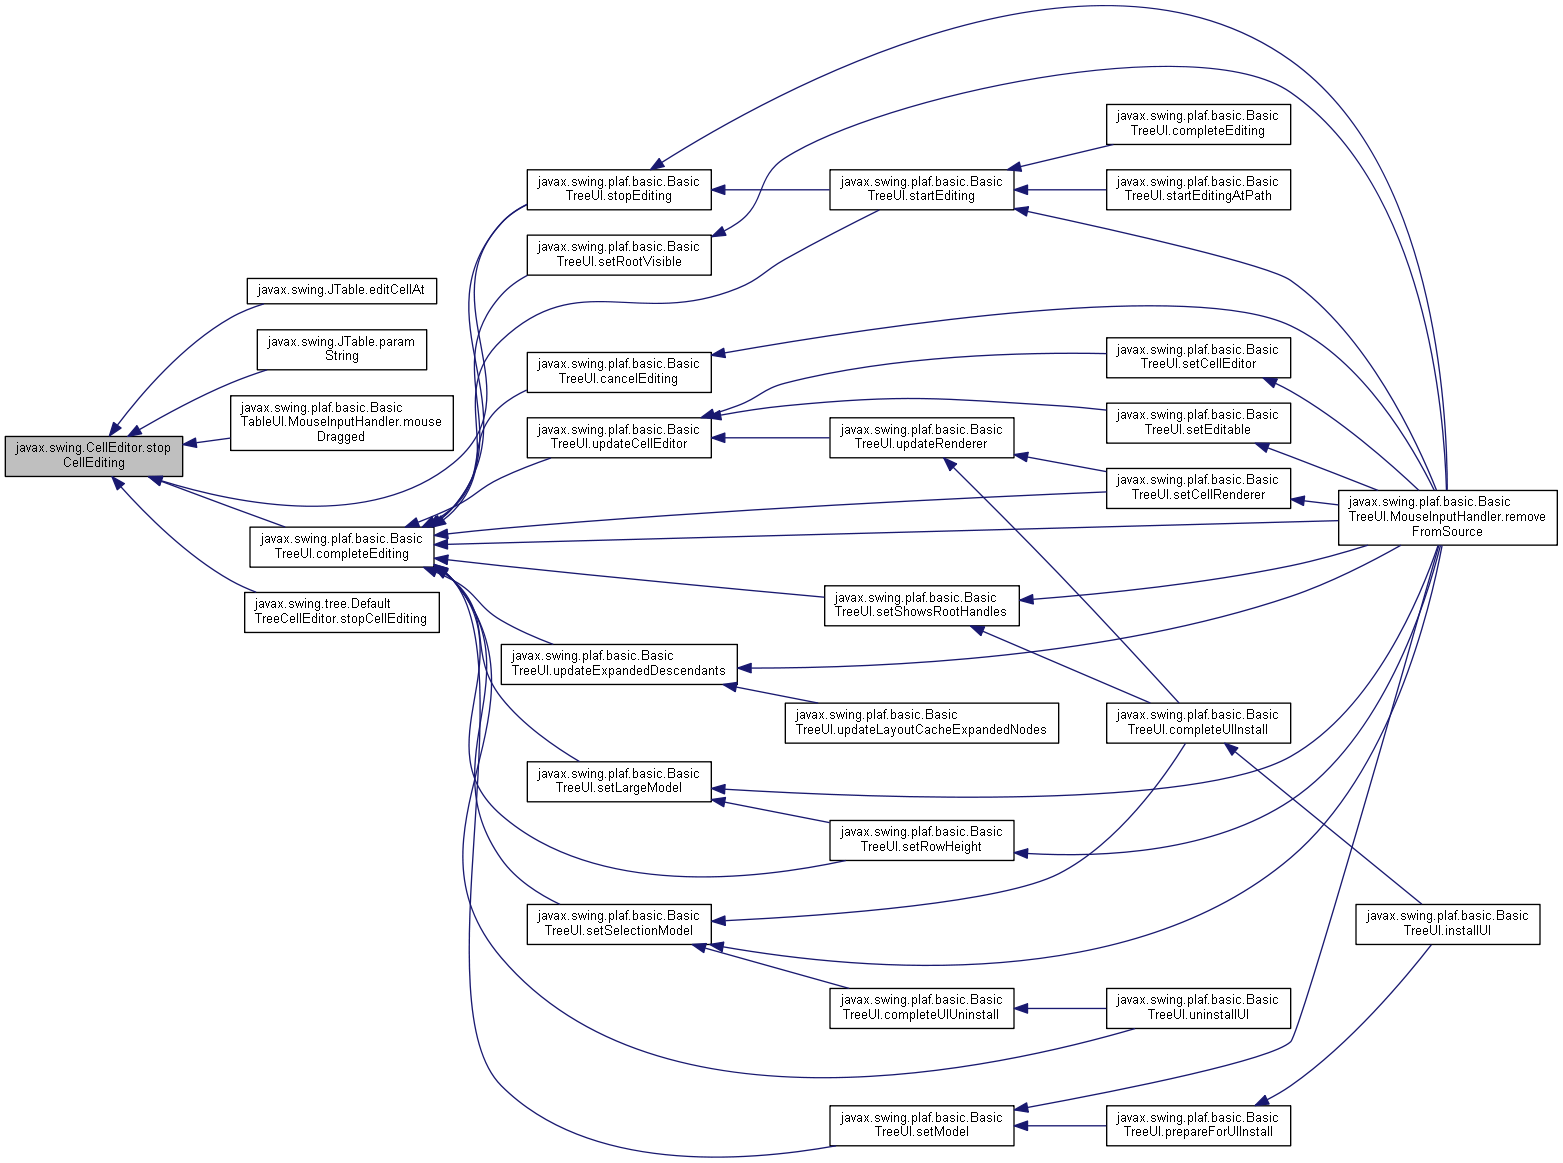 javax.swing.CellEditor.stop
CellEditing
javax.swing.JTable.editCellAt
javax.swing.JTable.param
String
javax.swing.plaf.basic.Basic
TableUI.MouseInputHandler.mouse
Dragged
javax.swing.plaf.basic.Basic
TreeUI.completeEditing
javax.swing.tree.Default
TreeCellEditor.stopCellEditing
javax.swing.plaf.basic.Basic
TreeUI.stopEditing
javax.swing.plaf.basic.Basic
TreeUI.setRootVisible
javax.swing.plaf.basic.Basic
TreeUI.cancelEditing
javax.swing.plaf.basic.Basic
TreeUI.updateCellEditor
javax.swing.plaf.basic.Basic
TreeUI.updateExpandedDescendants
javax.swing.plaf.basic.Basic
TreeUI.setLargeModel
javax.swing.plaf.basic.Basic
TreeUI.setSelectionModel
javax.swing.plaf.basic.Basic
TreeUI.startEditing
javax.swing.plaf.basic.Basic
TreeUI.updateRenderer
javax.swing.plaf.basic.Basic
TreeUI.setShowsRootHandles
javax.swing.plaf.basic.Basic
TreeUI.updateLayoutCacheExpandedNodes
javax.swing.plaf.basic.Basic
TreeUI.setRowHeight
javax.swing.plaf.basic.Basic
TreeUI.completeUIUninstall
javax.swing.plaf.basic.Basic
TreeUI.setModel
javax.swing.plaf.basic.Basic
TreeUI.completeEditing
javax.swing.plaf.basic.Basic
TreeUI.startEditingAtPath
javax.swing.plaf.basic.Basic
TreeUI.setCellEditor
javax.swing.plaf.basic.Basic
TreeUI.setEditable
javax.swing.plaf.basic.Basic
TreeUI.setCellRenderer
javax.swing.plaf.basic.Basic
TreeUI.completeUIInstall
javax.swing.plaf.basic.Basic
TreeUI.uninstallUI
javax.swing.plaf.basic.Basic
TreeUI.prepareForUIInstall
javax.swing.plaf.basic.Basic
TreeUI.MouseInputHandler.remove
FromSource
javax.swing.plaf.basic.Basic
TreeUI.installUI